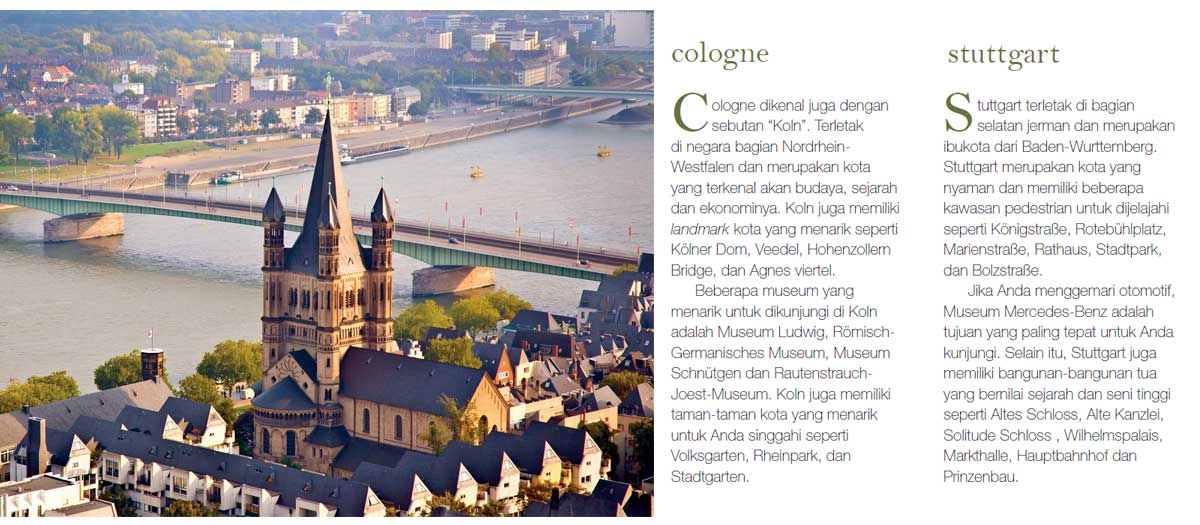 cologne
Cologne dikenal juga dengan
sebutan “Koln”. Terletak
di negara bagian Nordrhein-
Westfalen dan merupakan kota
yang terkenal akan budaya, sejarah
dan ekonominya. Koln juga memiliki
landmark kota yang menarik seperti
Kölner Dom, Veedel, Hohenzollern
Bridge, dan Agnes viertel.
Beberapa museum yang
menarik untuk dikunjungi di Koln
adalah Museum Ludwig, Römisch-
Germanisches Museum, Museum
Schnütgen dan Rautenstrauch-
Joest-Museum. Koln juga memiliki
taman-taman kota yang menarik
untuk Anda singgahi seperti
Volksgarten, Rheinpark, dan
Stadtgarten.
stuttgart
Stuttgart terletak di bagian
selatan jerman dan merupakan
ibukota dari Baden-Wurttemberg.
Stuttgart merupakan kota yang
nyaman dan memiliki beberapa
kawasan pedestrian untuk dijelajahi
seperti Königstraße, Rotebühlplatz,
Marienstraße, Rathaus, Stadtpark,
dan Bolzstraße.
Jika Anda menggemari otomotif,
Museum Mercedes-Benz adalah
tujuan yang paling tepat untuk Anda
kunjungi. Selain itu, Stuttgart juga
memiliki bangunan-bangunan tua
yang bernilai sejarah dan seni tinggi
seperti Altes Schloss, Alte Kanzlei,
Solitude Schloss , Wilhelmspalais,
Markthalle, Hauptbahnhof dan
Prinzenbau.